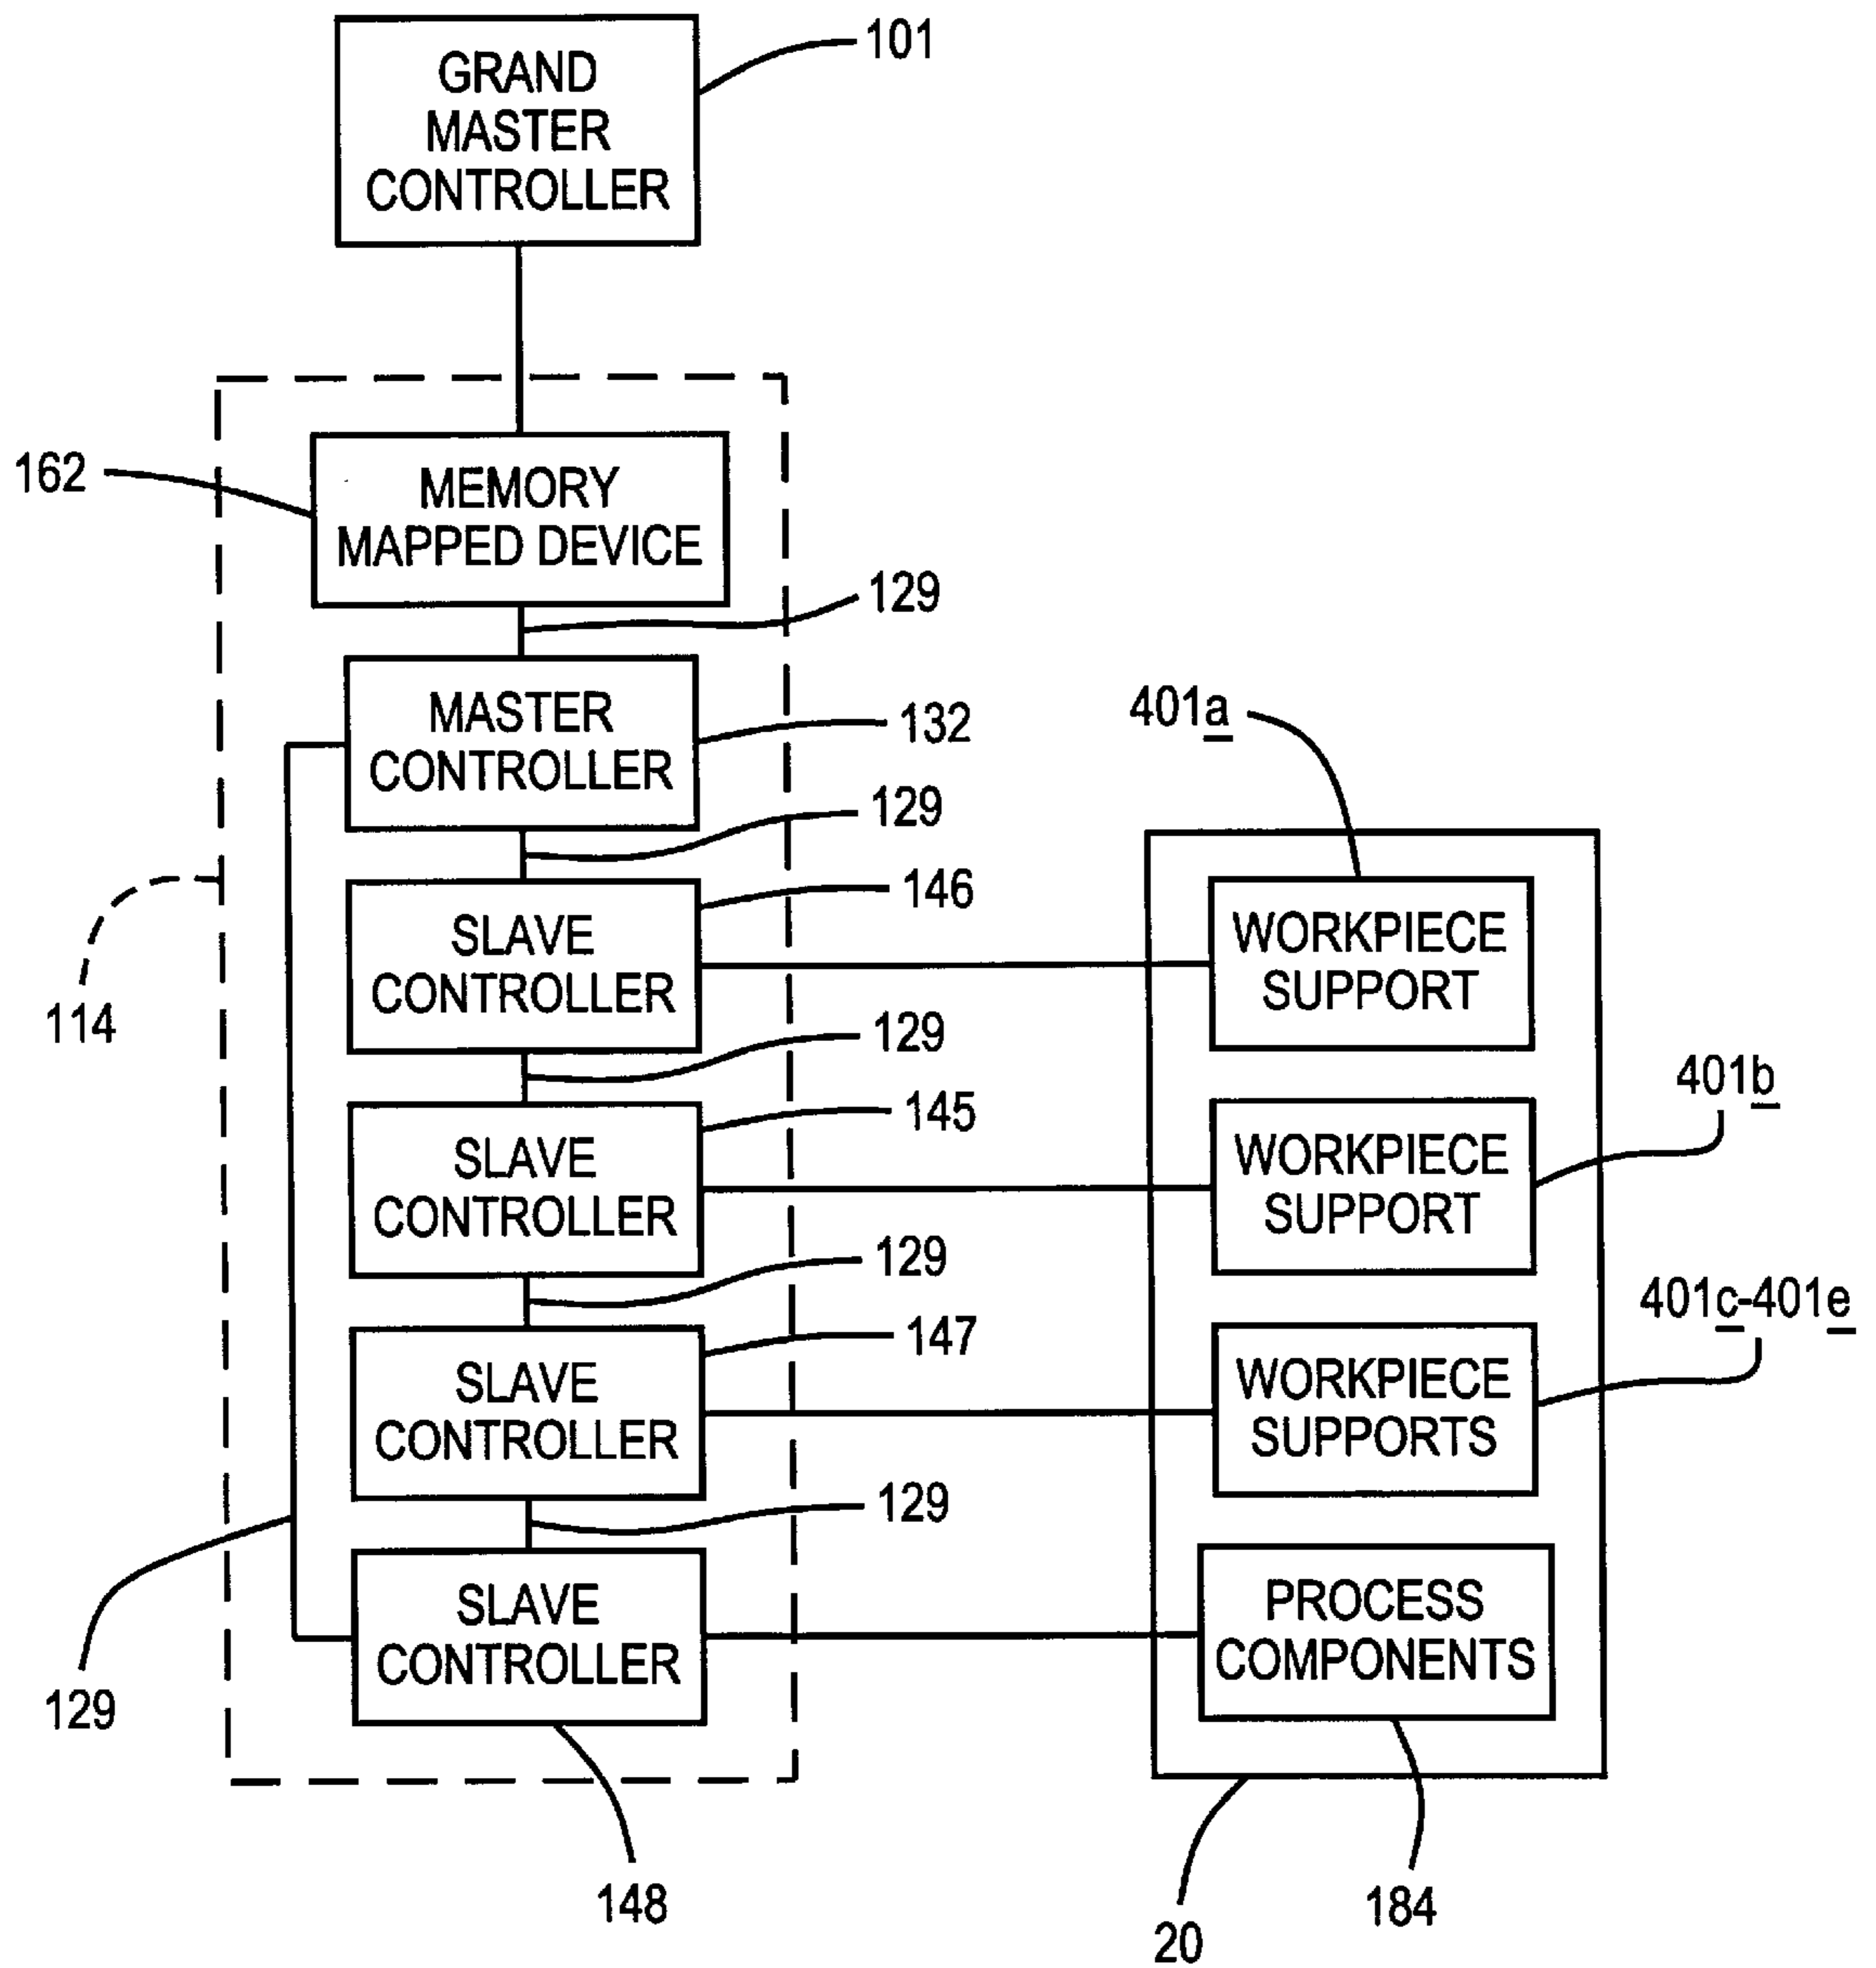 GRAND
MASTER
CONTROLLER
101
162
MEMORY
MAPPED DEVICE
129
MASTER
CONTROLLER
132
129
114
SLAVE
CONTROLLER
146
401a
WORKPIECE
SUPPORT
129
SLAVE
CONTROLLER
145
401b
WORKPIECE
SUPPORT
129
SLAVE
CONTROLLER
147
401c-401e
WORKPIECE
SUPPORTS
129
SLAVE
CONTROLLER
129
148
PROCESS
COMPONENTS
184
20